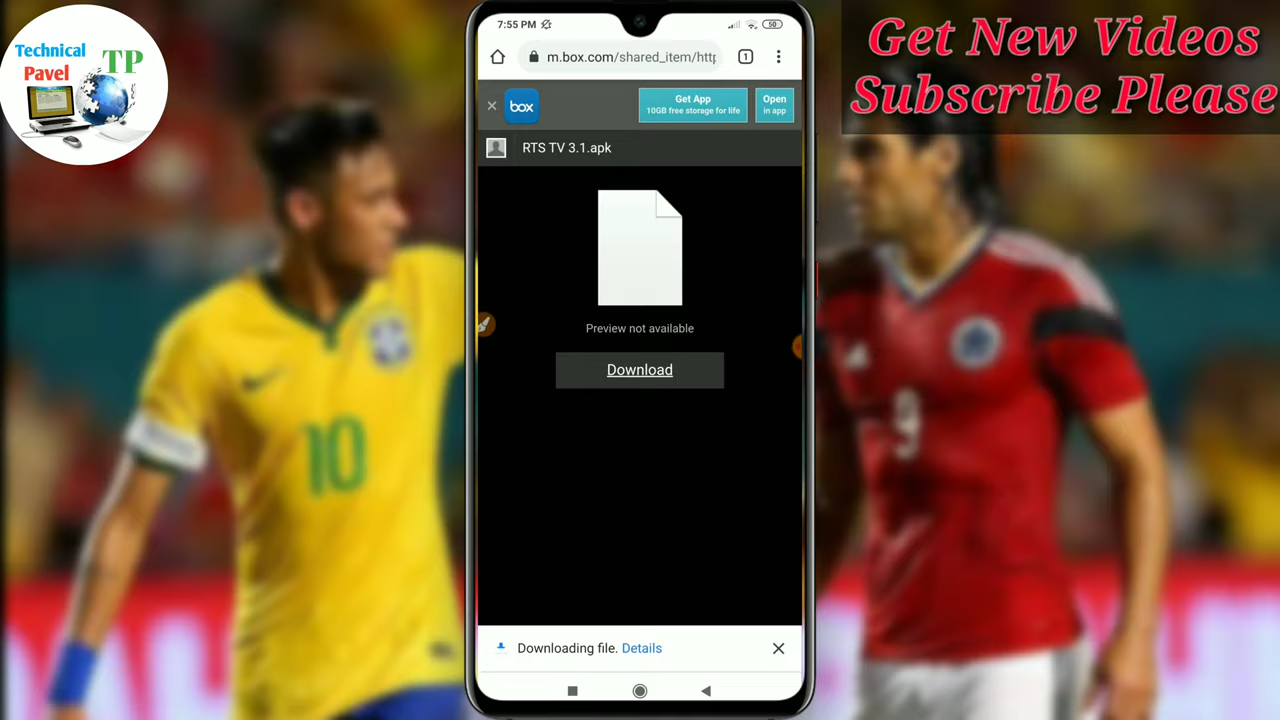 Technical
Pavel
TP
Get New Videos
Subscribe Please
7:55 PM
50
m.box.com/shared_item/http
1
box
Get App
10GB free storage for life
Open
in app
RTS TV 3.1.apk
Preview not available
Download
Downloading file. Details
10
9